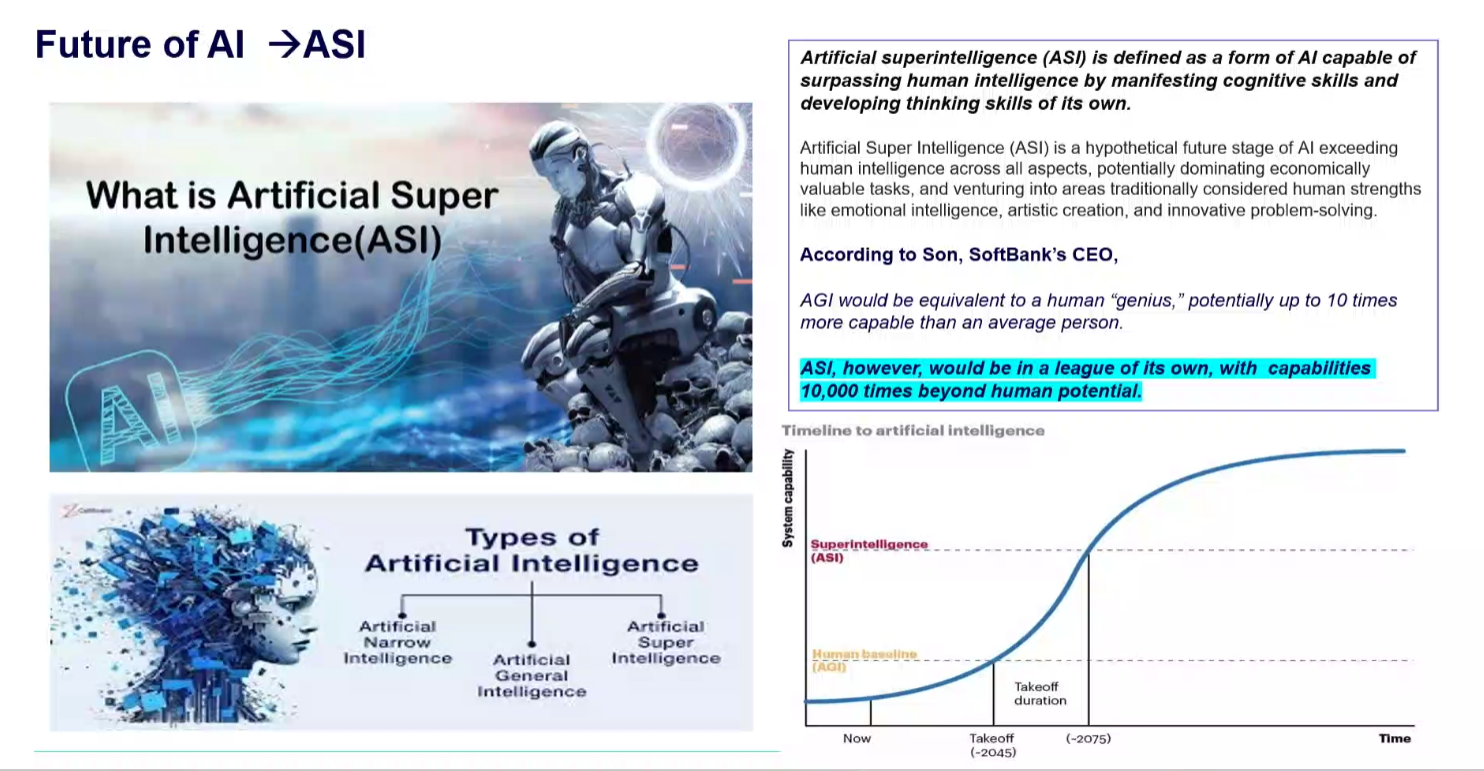 Future of AI →ASI
What is Artificial Super
Intelligence(ASI)
AI
Types of
Artificial Intelligence
Artificial
Narrow
Intelligence
Artificial
General
Intelligence
Artificial
Super
Intelligence
Artificial superintelligence (ASI) is defined as a form of AI capable of
surpassing human intelligence by manifesting cognitive skills and
developing thinking skills of its own.
Artificial Super Intelligence (ASI) is a hypothetical future stage of AI exceeding
human intelligence across all aspects, potentially dominating economically
valuable tasks, and venturing into areas traditionally considered human strengths
like emotional intelligence, artistic creation, and innovative problem-solving.
According to Son, SoftBank’s CEO,
AGI would be equivalent to a human “genius,” potentially up to 10 times
more capable than an average person.
ASI, however, would be in a league of its own, with capabilities
10,000 times beyond human potential.
Timeline to artificial intelligence
System capability
Superintelligence
(ASI)
Human baseline
(AGI)
Takeoff
duration
Now
Takeoff
(~2045)
(~2075)
Time